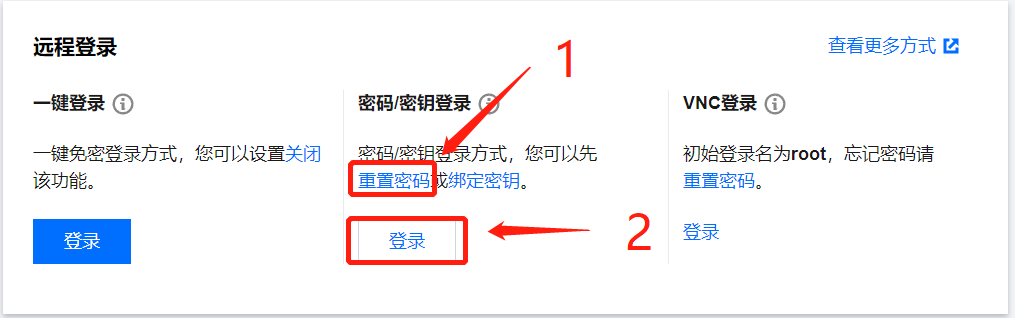 远程登录
查看更多方式
1
一键登录
一键免密登录方式，您可以设置关闭
该功能。
登录
密码/密钥登录
密码/密钥登录方式，您可以先
重置密码或绑定密钥。
登录
2
VNC登录
初始登录名为root，忘记密码请
重置密码。
登录